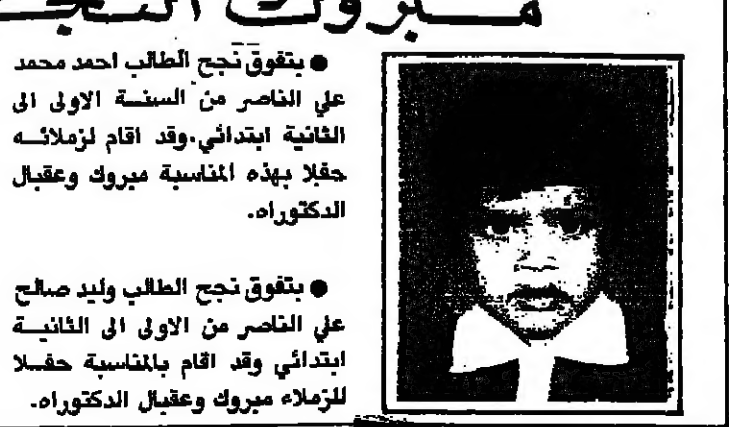 مبروك النجـ
● بتفوق نجح الطالب احمد محمد
علي الناصر من السنة الاولى الى
الثانية ابتدائي.وقد اقام لزملائه
حفلا بهذه المناسبة مبروك وعقبال
الدكتوراه.
● بتفوق نجح الطالب وليد صالح
علي الناصر من الاولى الى الثانية
ابتدائي وقد اقام بالمناسبة حفلا
للزملاء مبروك وعقبال الدكتوراه.